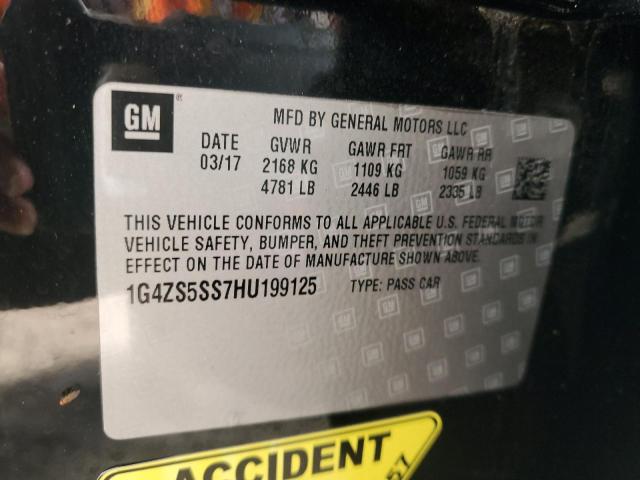 GM ®
MFD BY GENERAL MOTORS LLC
DATE GVWR GAWR FRT GAWR RR
03/17 2168 KG 1109 KG 1059 KG
4781 LB 2446 LB 2335 LB
THIS VEHICLE CONFORMS TO ALL APPLICABLE U.S. FEDERAL MOTOR
VEHICLE SAFETY, BUMPER, AND THEFT PREVENTION STANDARDS IN
EFFECT ON THE DATE OF MANUFACTURE SHOWN ABOVE.
1G4ZS5SS7HU199125 TYPE: PASS CAR
ACCIDENT